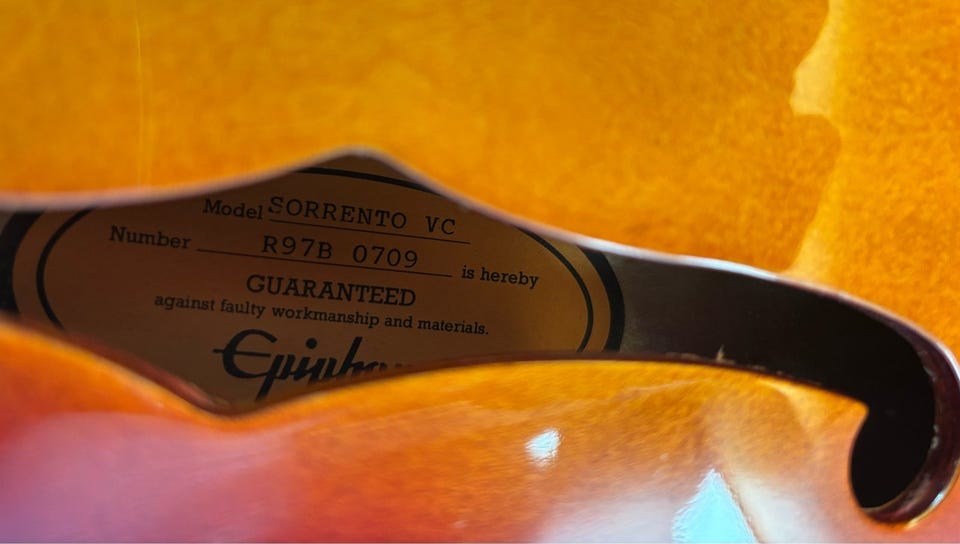 Model SORRENTO VC
Number R97B 0709 is hereby
GUARANTEED
against faulty workmanship and materials.